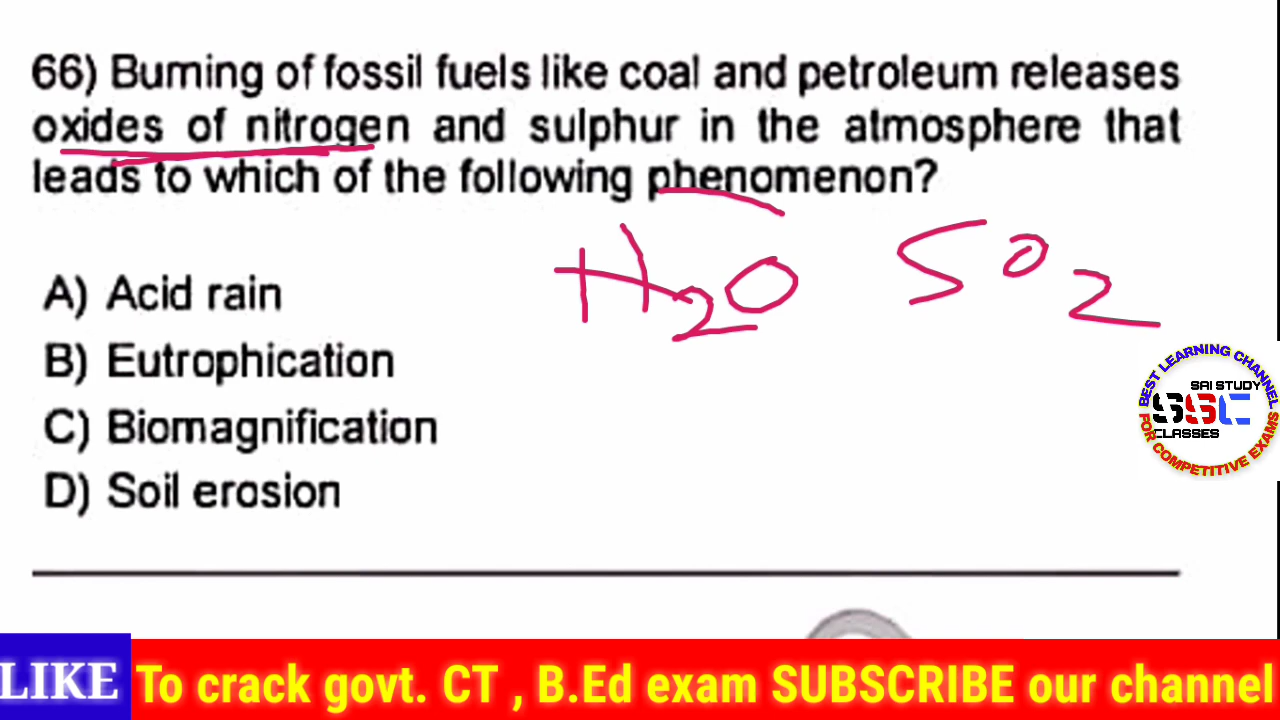 66) Burning of fossil fuels like coal and petroleum releases
oxides of nitrogen and sulphur in the atmosphere that
leads to which of the following phenomenon?
H2O SO2
A) Acid rain
B) Eutrophication
C) Biomagnification
D) Soil erosion
BEST LEARNING CHANNEL
SAI STUDY
SSC
CLASSES
FOR COMPETITIVE EXAMS
LIKE To crack govt. CT , B.Ed exam SUBSCRIBE our channel